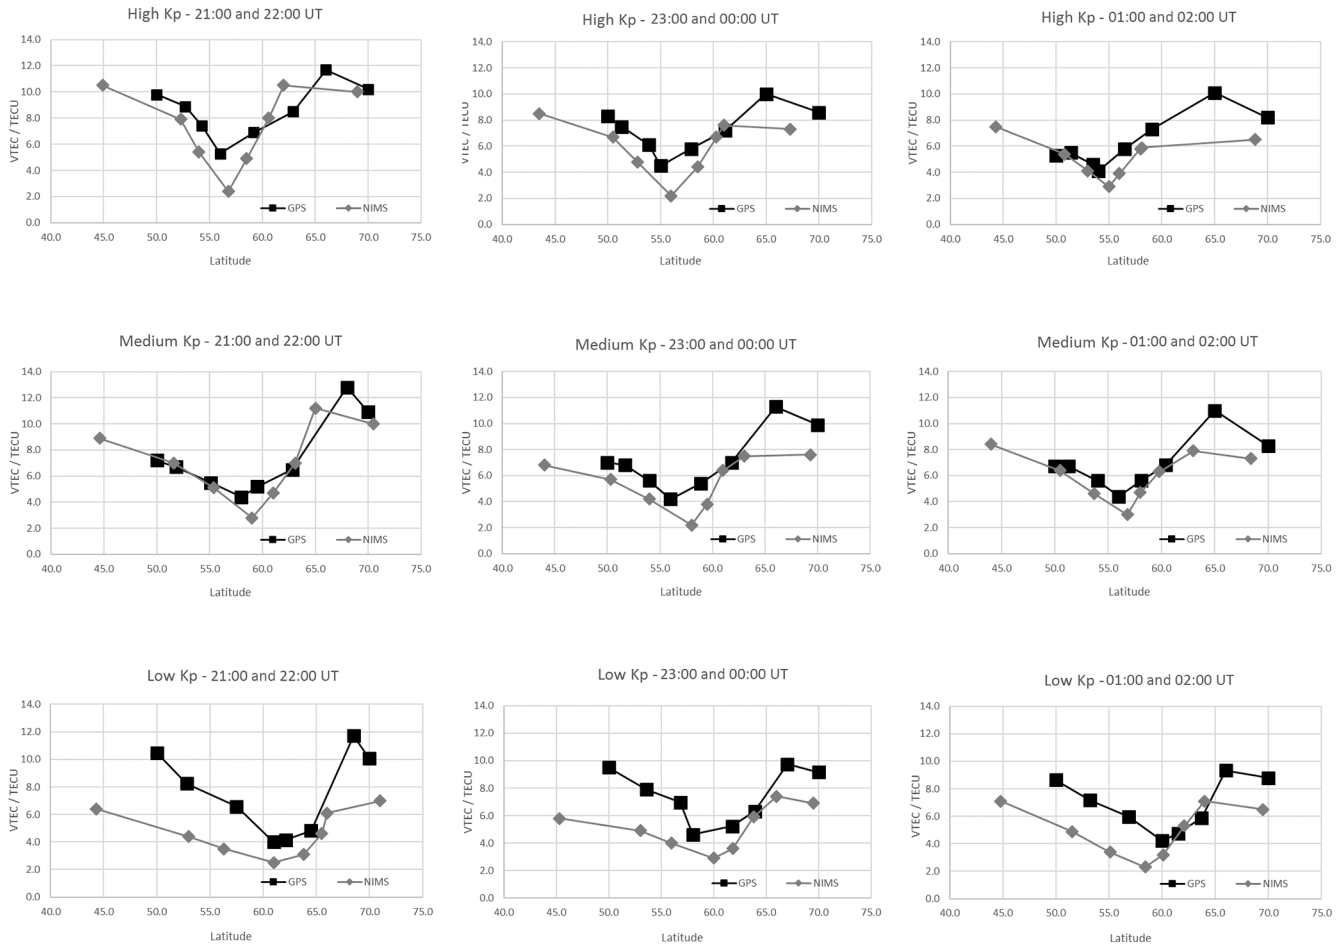 High Kp - 21:00 and 22:00 UT
High Kp - 23:00 and 00:00 UT
High Kp - 01:00 and 02:00 UT
VTEC / TECU
14.0
12.0
10.0
8.0
6.0
4.0
2.0
0.0
GPS
NIMS
40.0 45.0 50.0 55.0 60.0 65.0 70.0 75.0
Latitude
VTEC / TECU
14.0
12.0
10.0
8.0
6.0
4.0
2.0
0.0
GPS
NIMS
40.0 45.0 50.0 55.0 60.0 65.0 70.0 75.0
Latitude
VTEC / TECU
14.0
12.0
10.0
8.0
6.0
4.0
2.0
0.0
GPS
NIMS
40.0 45.0 50.0 55.0 60.0 65.0 70.0 75.0
Latitude
Medium Kp - 21:00 and 22:00 UT
Medium Kp - 23:00 and 00:00 UT
Medium Kp - 01:00 and 02:00 UT
VTEC / TECU
14.0
12.0
10.0
8.0
6.0
4.0
2.0
0.0
GPS
NIMS
40.0 45.0 50.0 55.0 60.0 65.0 70.0 75.0
Latitude
VTEC / TECU
14.0
12.0
10.0
8.0
6.0
4.0
2.0
0.0
GPS
NIMS
40.0 45.0 50.0 55.0 60.0 65.0 70.0 75.0
Latitude
VTEC / TECU
14.0
12.0
10.0
8.0
6.0
4.0
2.0
0.0
GPS
NIMS
40.0 45.0 50.0 55.0 60.0 65.0 70.0 75.0
Latitude
Low Kp - 21:00 and 22:00 UT
Low Kp - 23:00 and 00:00 UT
Low Kp - 01:00 and 02:00 UT
VTEC / TECU
14.0
12.0
10.0
8.0
6.0
4.0
2.0
0.0
GPS
NIMS
40.0 45.0 50.0 55.0 60.0 65.0 70.0 75.0
Latitude
VTEC / TECU
14.0
12.0
10.0
8.0
6.0
4.0
2.0
0.0
GPS
NIMS
40.0 45.0 50.0 55.0 60.0 65.0 70.0 75.0
Latitude
VTEC / TECU
14.0
12.0
10.0
8.0
6.0
4.0
2.0
0.0
GPS
NIMS
40.0 45.0 50.0 55.0 60.0 65.0 70.0 75.0
Latitude